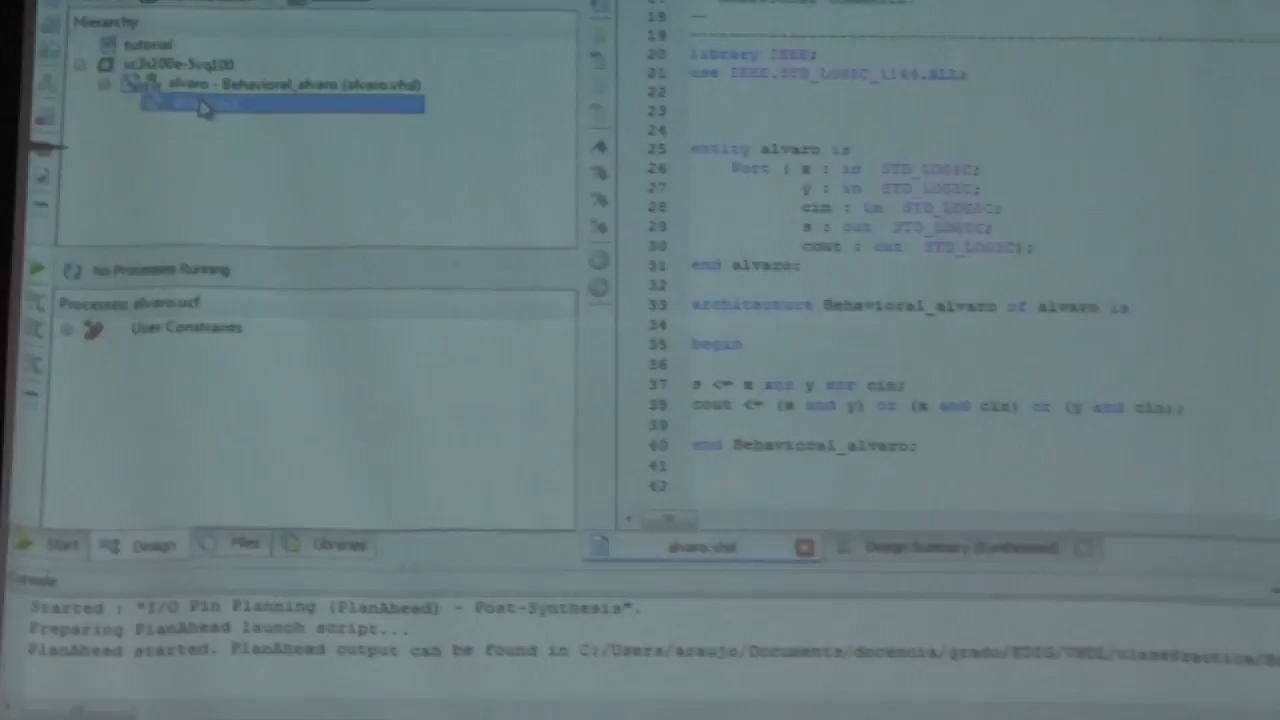 Hierarchy
tutorial
xc3s100e-5vq100
alvaro - Behavioral_alvaro (alvaro.vhd)
No Processes Running
Processes: alvaro.ucf
User Constraints
Start
Design
Files
Libraries
18 --
19
20 library IEEE;
21 use IEEE.STD_LOGIC_1164.ALL;
22
23
24
25 entity alvaro is
26 Port ( x : in STD_LOGIC;
27 y : in STD_LOGIC;
28 cin : in STD_LOGIC;
29 s : out STD_LOGIC;
30 cout : out STD_LOGIC);
31 end alvaro;
32
33 architecture Behavioral_alvaro of alvaro is
34
35 begin
36
37 s <= x xor y xor cin;
38 cout <= (x and y) or (x and cin) or (y and cin);
39
40 end Behavioral_alvaro;
41
42
alvaro.vhd
Design Summary (Synthesized)
Console
Started : "I/O Pin Planning (PlanAhead) - Post-Synthesis".
Preparing PlanAhead launch script...
PlanAhead started. PlanAhead output can be found in C:/Users/araujo/Documents/docencia/grado/EDIG/VHDL/clasePractica/